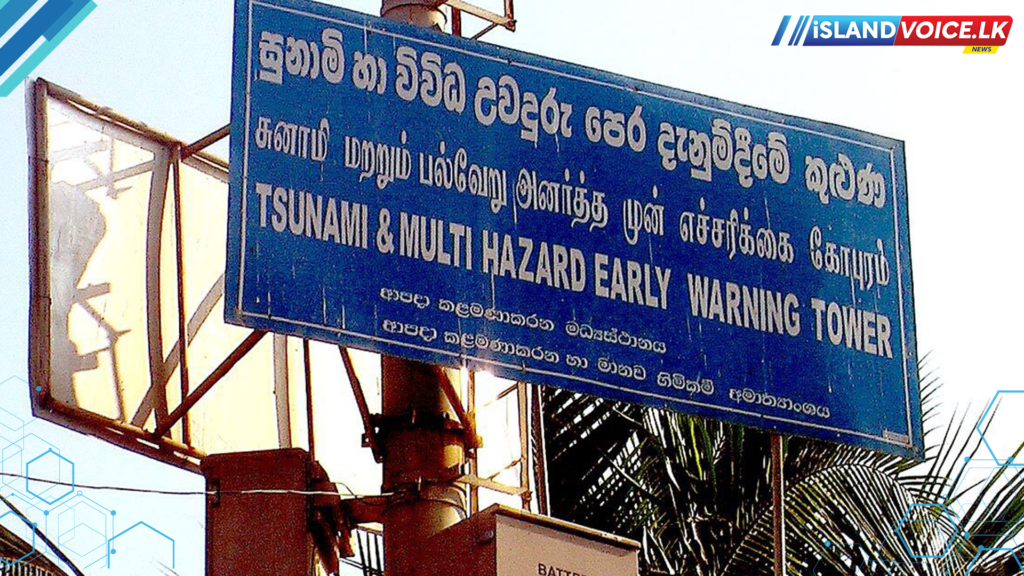 iSLANDVOICE.LK
NEWS
සුනාමි හා විවිධ උවදුරු පෙර දැනුම්දීමේ කුළුණ
சுனாமி மற்றும் பல்வேறு அனர்த்த முன் எச்சரிக்கை கோபுரம்
TSUNAMI & MULTI HAZARD EARLY WARNING TOWER
ආපදා කළමණාකරන මධ්‍යස්ථානය
ආපදා කළමණාකරන හා මානව හිමිකම් අමාත්‍යාංශය